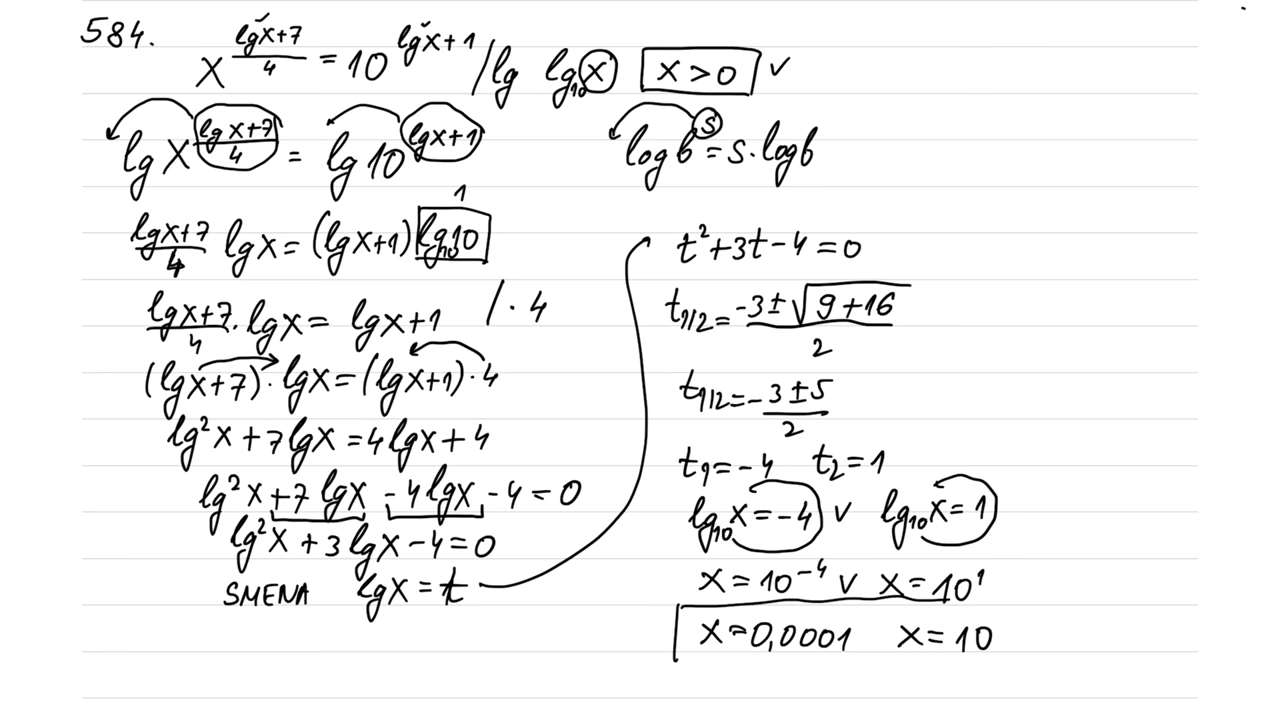 584.
x^((lgx+7)/4) = 10^(lgx+1) /lg   lg₁₀x   x > 0 ✓
lg x^((lgx+7)/4) = lg 10^(lgx+1)   log b^s = s·log b
(lgx+7)/4 lgx = (lgx+1) lg₁₀10   1
(lgx+7)/4 · lgx = lgx+1 / · 4
(lgx+7)· lgx = (lgx+1)·4
lg²x + 7lgx = 4lgx + 4
lg²x + 7lgx - 4lgx - 4 = 0
lg²x + 3lgx - 4 = 0
SMENA   lgx = t
t² + 3t - 4 = 0
t₁/₂ = (-3 ± √(9+16))/2
t₁/₂ = (-3 ± 5)/2
t₁ = -4   t₂ = 1
lg₁₀x = -4 ∨ lg₁₀x = 1
x = 10⁻⁴ ∨ x = 10¹
x = 0,0001   x = 10